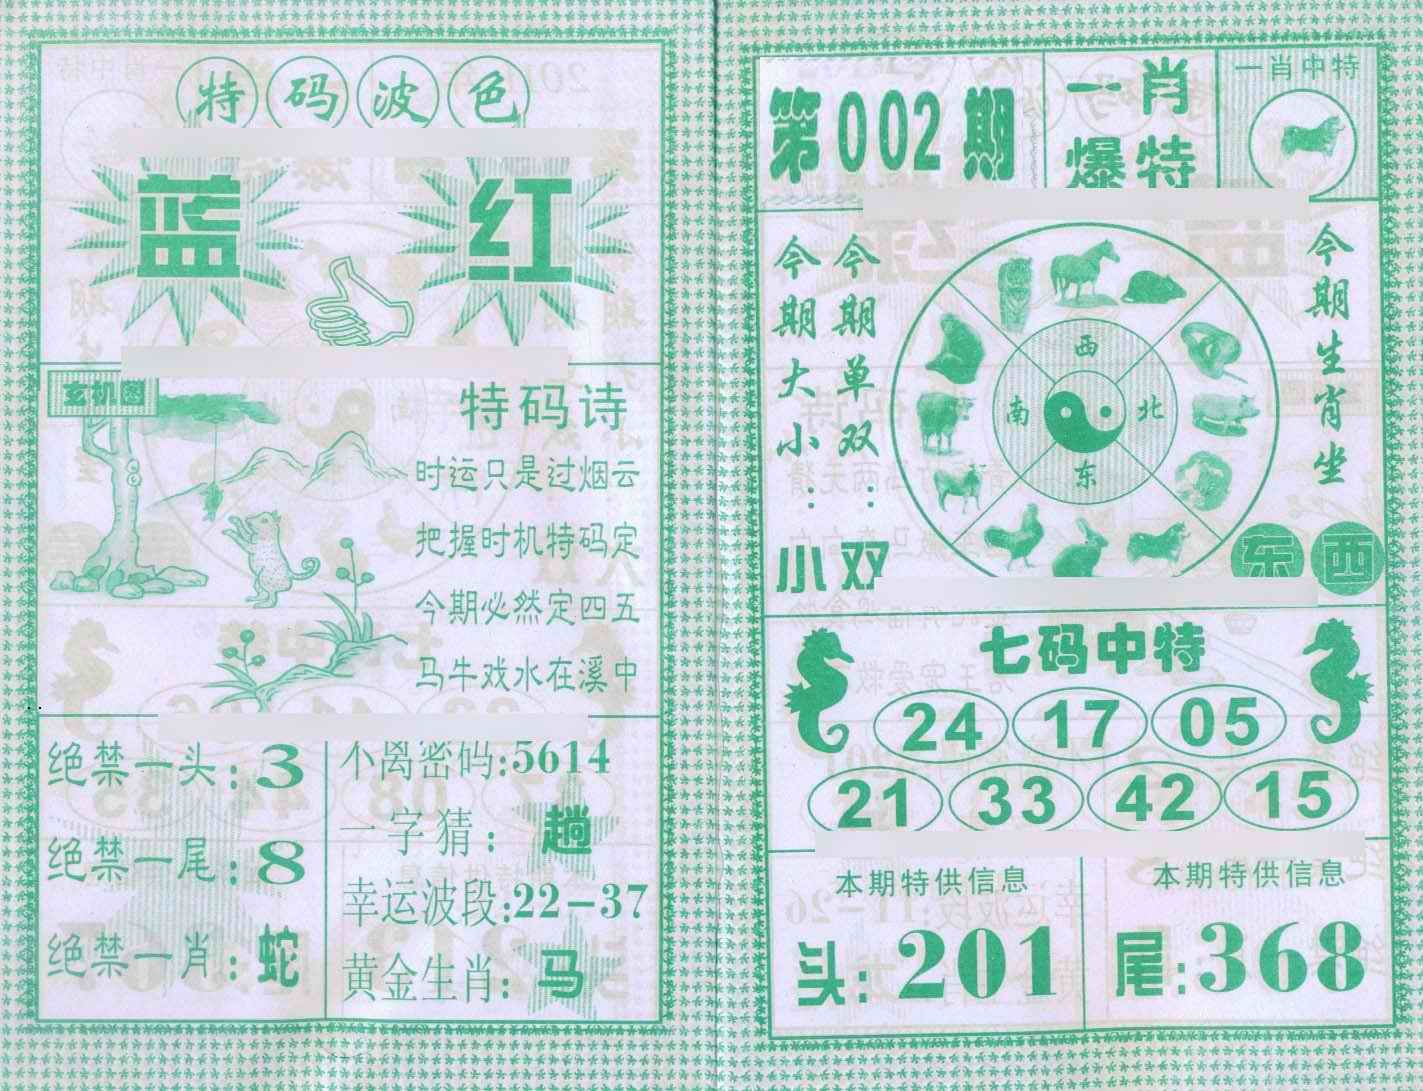 特码波色
蓝 红
玄机图
特码诗
时运只是过烟云
把握时机特码定
今期必然定四五
马牛戏水在溪中
绝禁一头:3
绝禁一尾:8
绝禁一肖:蛇
不离密码:5614
一字猜:趟
幸运波段:22-37
黄金生肖:马
第002期
一肖
爆特
一肖中特
今期大小:小
今期单双:双
西
南 北
东
今期生肖坐
东西
七码中特
24 17 05
21 33 42 15
本期特供信息
头:201
本期特供信息
尾:368